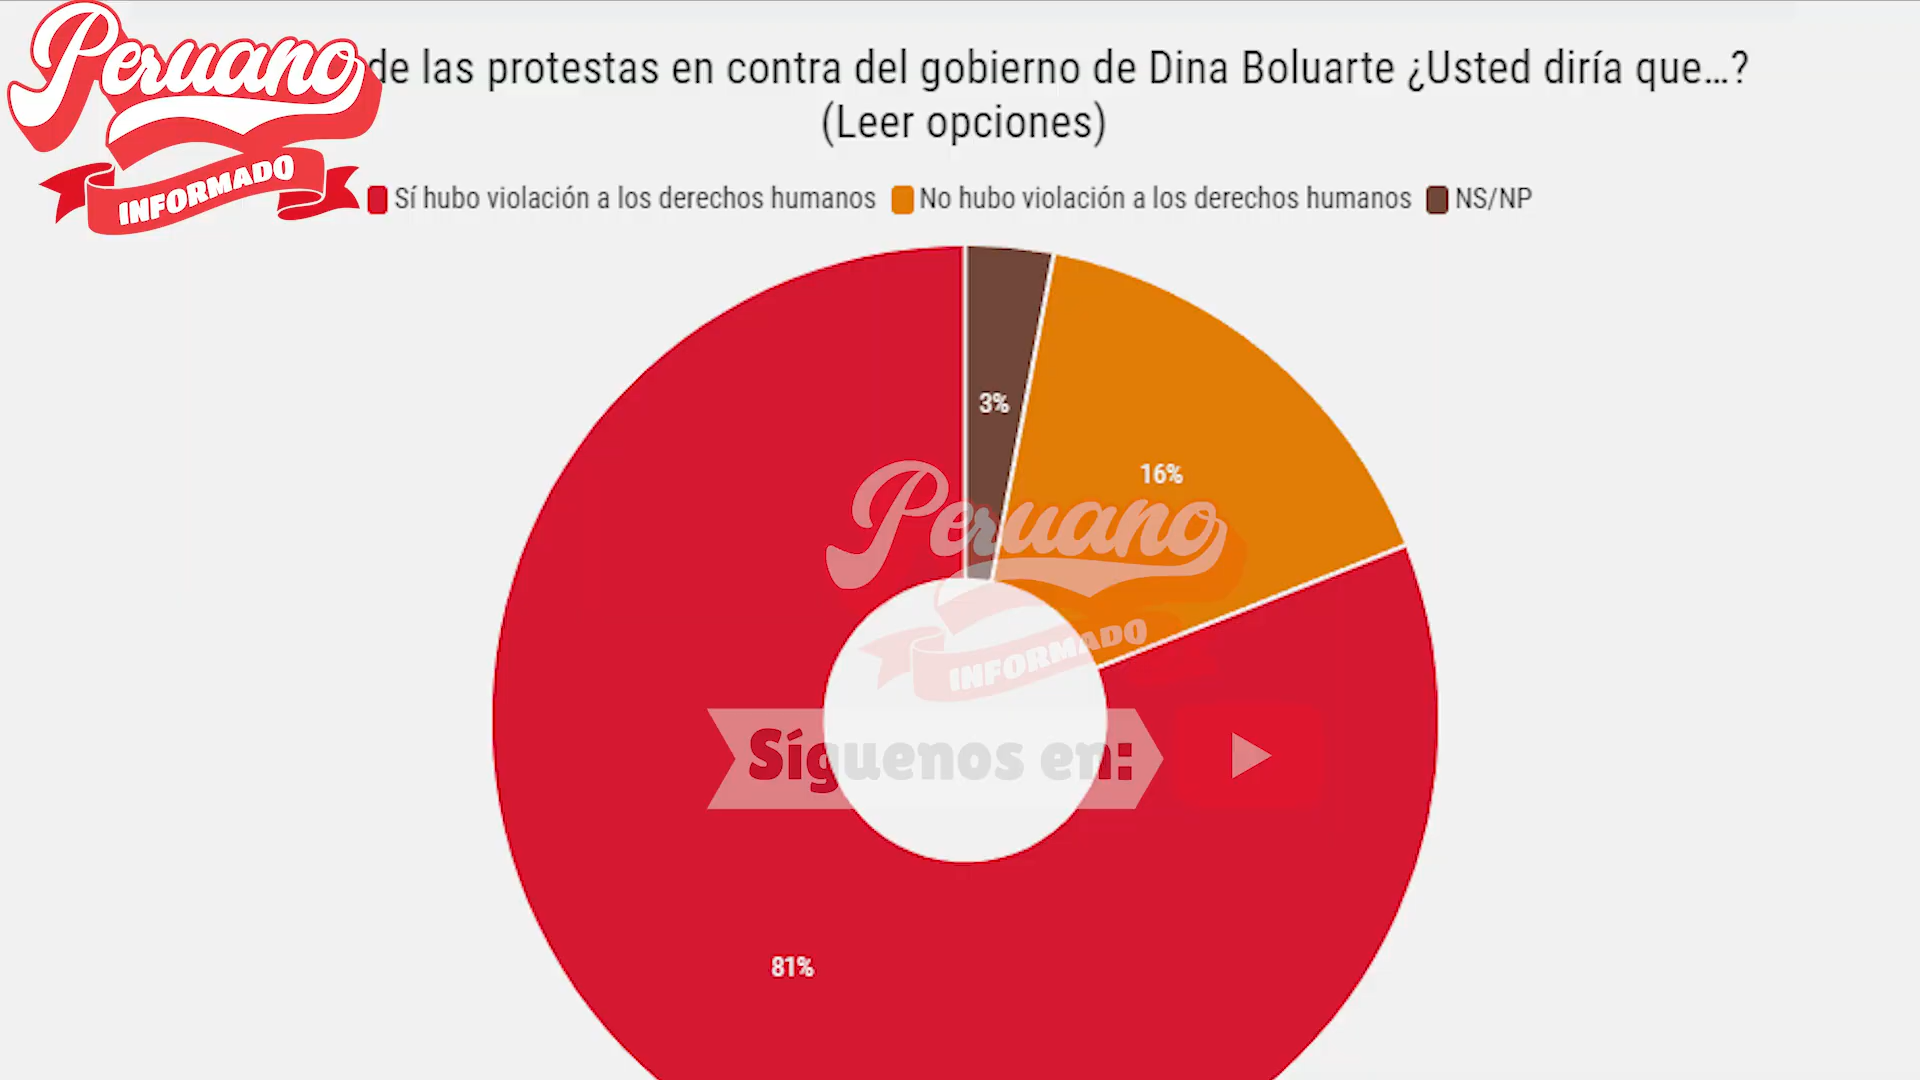 Peruano
INFORMADO
de las protestas en contra del gobierno de Dina Boluarte ¿Usted diría que...?
(Leer opciones)
Sí hubo violación a los derechos humanos No hubo violación a los derechos humanos NS/NP
3%
16%
Peruano
INFORMADO
Síguenos en:
81%